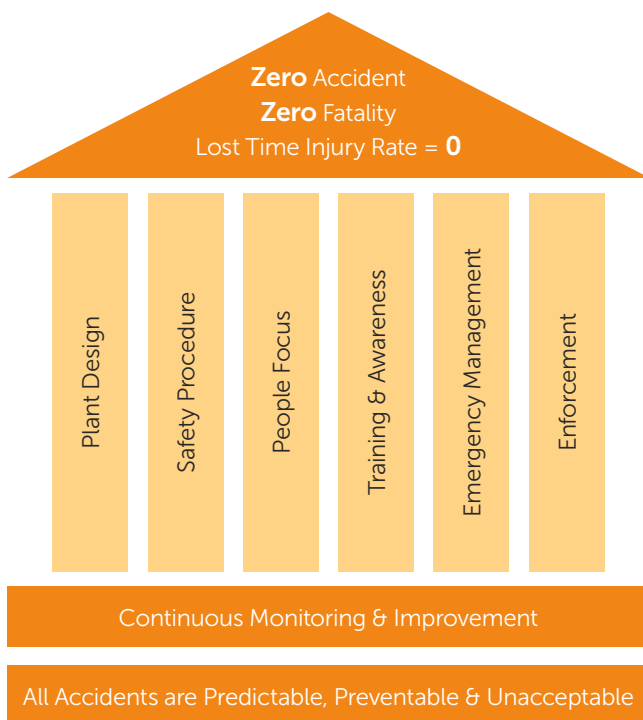 Zero Accident
Zero Fatality
Lost Time Injury Rate = 0
Plant Design
Safety Procedure
People Focus
Training & Awareness
Emergency Management
Enforcement
Continuous Monitoring & Improvement
All Accidents are Predictable, Preventable & Unacceptable